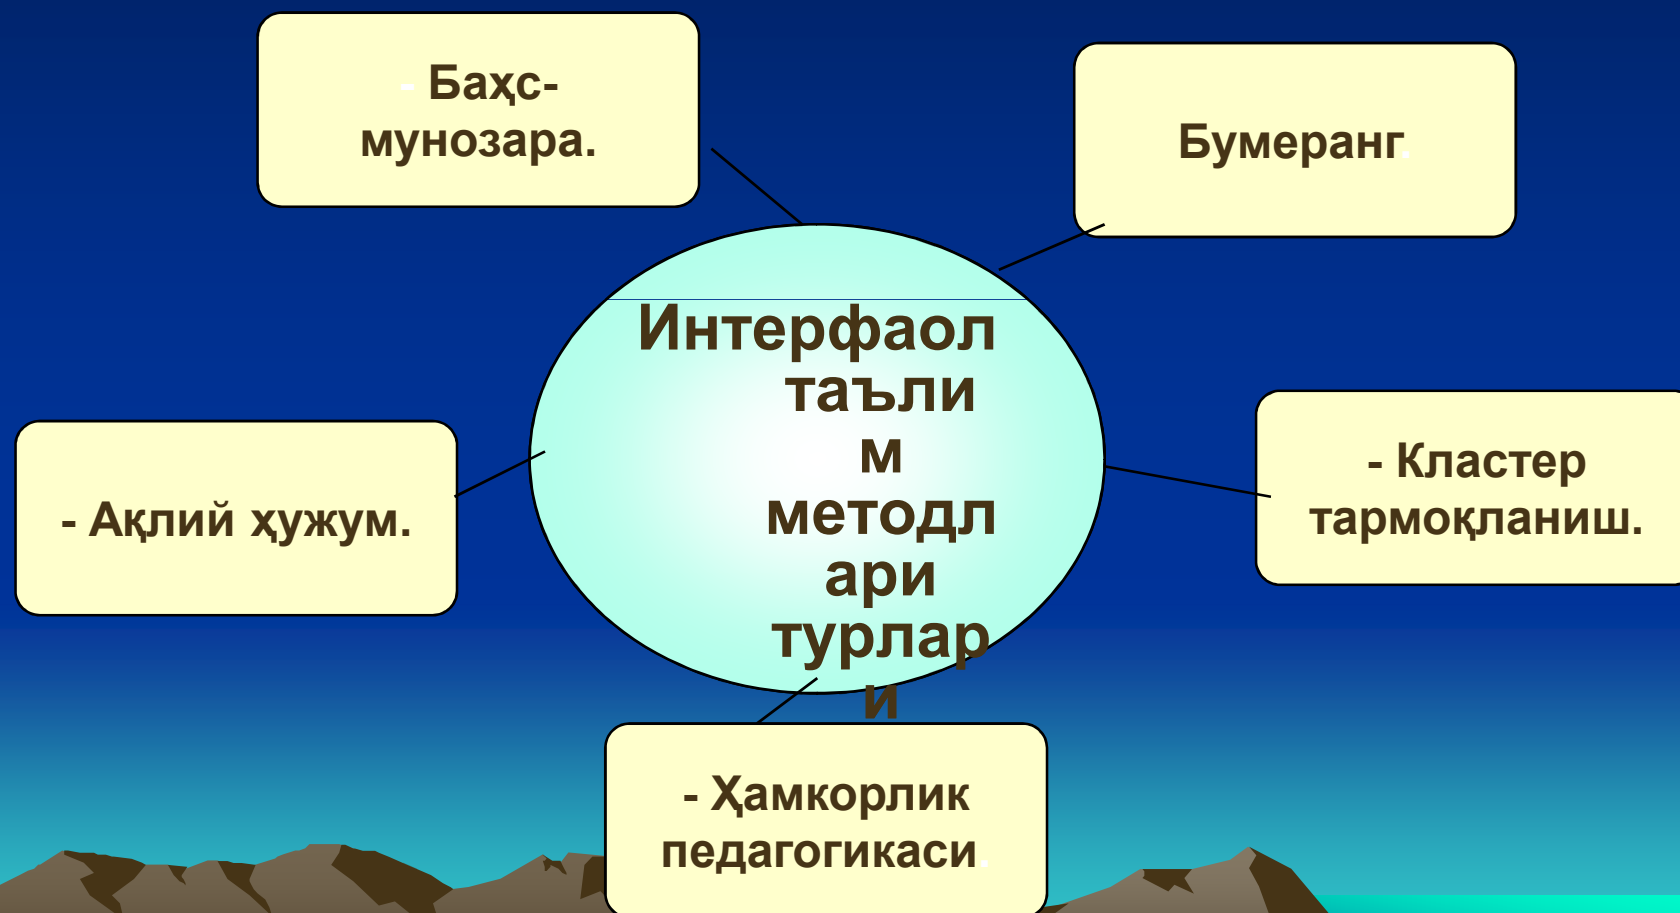 - Баҳс-
мунозара.
Бумеранг.
Интерфаол
таъли
м
методл
ари
турлар
и
- Ақлий ҳужум.
- Кластер
тармоқланиш.
- Ҳамкорлик
педагогикаси.